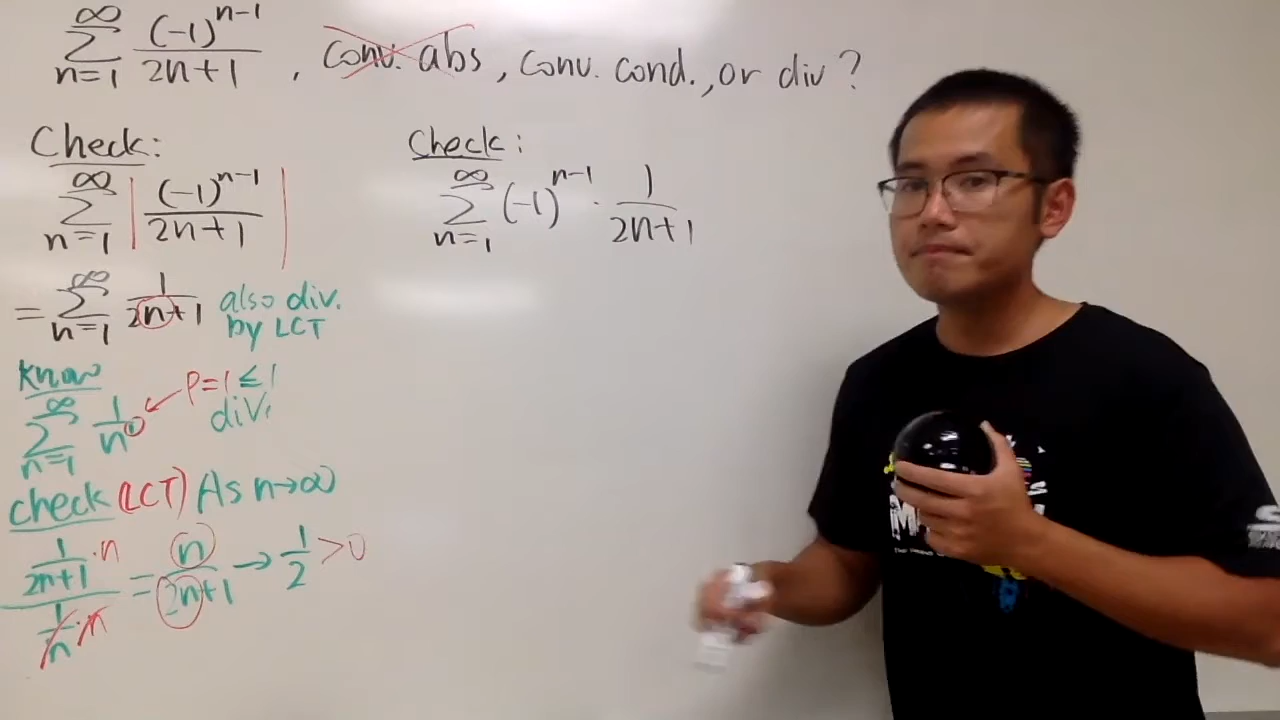 ∞
∑ (-1)^{n-1} / (2n+1) , conv. abs, conv. cond., or div ?
n=1
Check:
∞
∑ | (-1)^{n-1} / (2n+1) |
n=1
∞
= ∑ 1 / (2n+1) also div.
n=1 by LCT
Know
∞
∑ 1 / n^1 ← P=1 ≤ 1
n=1 div.
check (LCT) As n→∞
(1/(2n+1) · n) / (1/n · n) = n / (2n+1) → 1/2 > 0
Check:
∞
∑ (-1)^{n-1} · 1 / (2n+1)
n=1